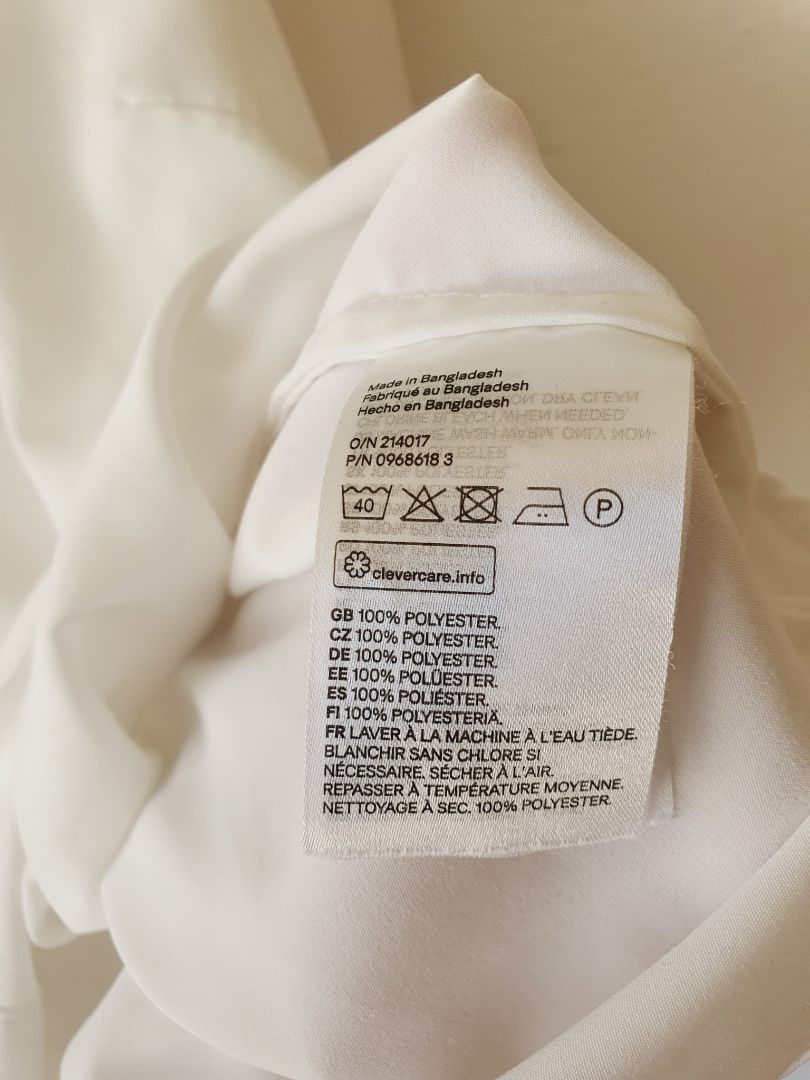 Made in Bangladesh
Fabriqué au Bangladesh
Hecho en Bangladesh
O/N 214017
P/N 0968618 3
40 P
clevercare.info
GB 100% POLYESTER.
CZ 100% POLYESTER.
DE 100% POLYESTER.
EE 100% POLÜESTER.
ES 100% POLIÉSTER.
FI 100% POLYESTERIÄ.
FR LAVER À LA MACHINE À L'EAU TIÈDE.
BLANCHIR SANS CHLORE SI
NÉCESSAIRE. SÉCHER À L'AIR.
REPASSER À TEMPÉRATURE MOYENNE.
NETTOYAGE À SEC. 100% POLYESTER.